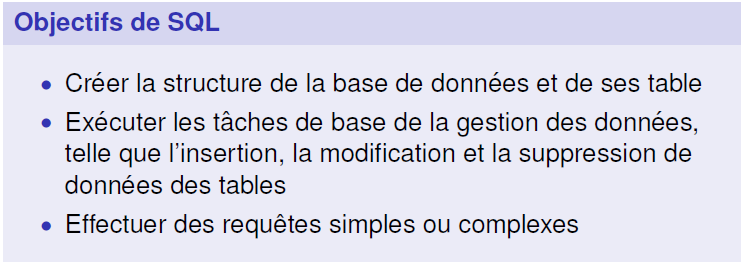 Objectifs de SQL
• Créer la structure de la base de données et de ses table
• Exécuter les tâches de base de la gestion des données,
telle que l'insertion, la modification et la suppression de
données des tables
• Effectuer des requêtes simples ou complexes